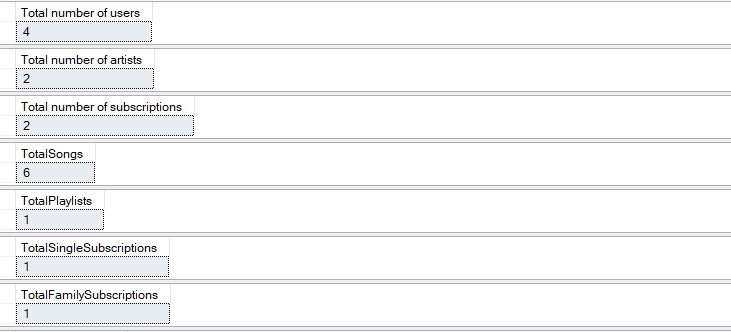 Total number of users
4
Total number of artists
2
Total number of subscriptions
2
TotalSongs
6
TotalPlaylists
1
TotalSingleSubscriptions
1
TotalFamilySubscriptions
1